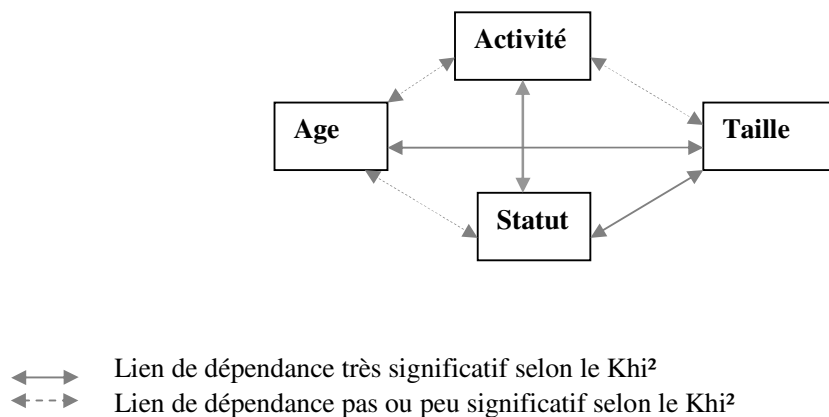 Activité
Age
Taille
Statut
Lien de dépendance très significatif selon le Khi²
Lien de dépendance pas ou peu significatif selon le Khi²